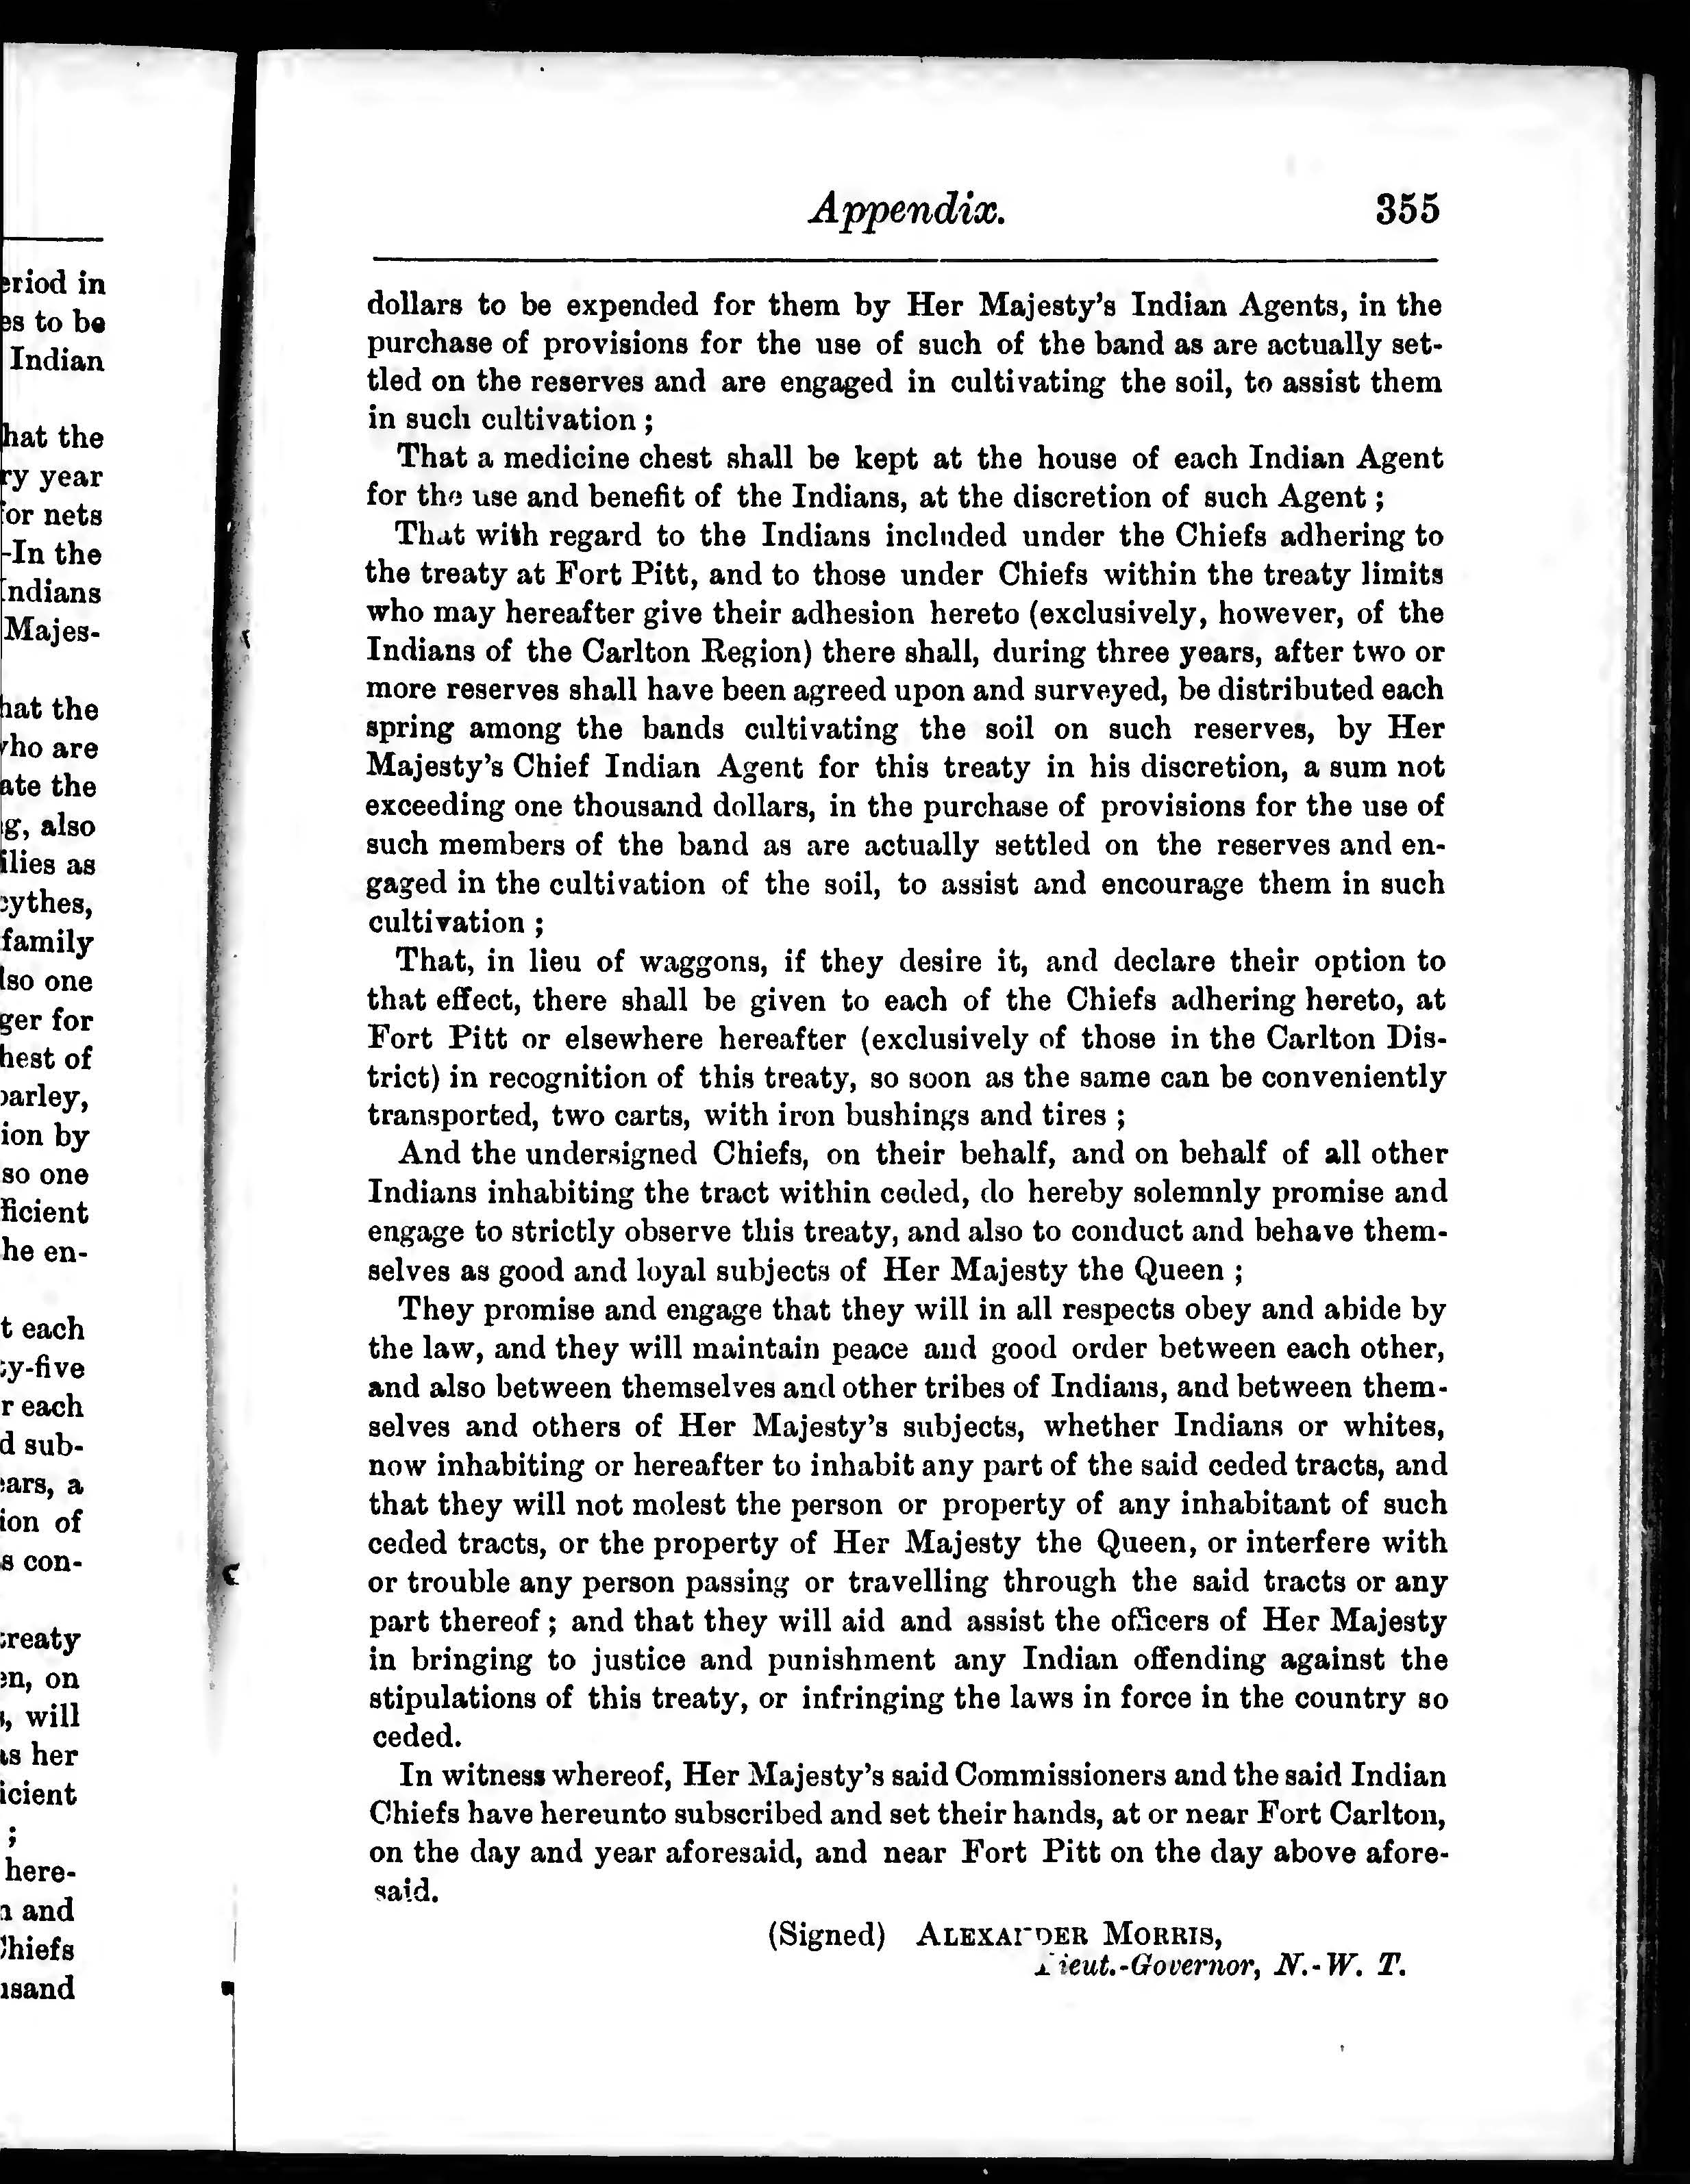 Appendix. 355
dollars to be expended for them by Her Majesty's Indian Agents, in the
purchase of provisions for the use of such of the band as are actually set-
tled on the reserves and are engaged in cultivating the soil, to assist them
in such cultivation ;
That a medicine chest shall be kept at the house of each Indian Agent
for the use and benefit of the Indians, at the discretion of such Agent ;
That with regard to the Indians included under the Chiefs adhering to
the treaty at Fort Pitt, and to those under Chiefs within the treaty limits
who may hereafter give their adhesion hereto (exclusively, however, of the
Indians of the Carlton Region) there shall, during three years, after two or
more reserves shall have been agreed upon and surveyed, be distributed each
spring among the bands cultivating the soil on such reserves, by Her
Majesty's Chief Indian Agent for this treaty in his discretion, a sum not
exceeding one thousand dollars, in the purchase of provisions for the use of
such members of the band as are actually settled on the reserves and en-
gaged in the cultivation of the soil, to assist and encourage them in such
cultivation ;
That, in lieu of waggons, if they desire it, and declare their option to
that effect, there shall be given to each of the Chiefs adhering hereto, at
Fort Pitt or elsewhere hereafter (exclusively of those in the Carlton Dis-
trict) in recognition of this treaty, so soon as the same can be conveniently
transported, two carts, with iron bushings and tires ;
And the undersigned Chiefs, on their behalf, and on behalf of all other
Indians inhabiting the tract within ceded, do hereby solemnly promise and
engage to strictly observe this treaty, and also to conduct and behave them-
selves as good and loyal subjects of Her Majesty the Queen ;
They promise and engage that they will in all respects obey and abide by
the law, and they will maintain peace and good order between each other,
and also between themselves and other tribes of Indians, and between them-
selves and others of Her Majesty's subjects, whether Indians or whites,
now inhabiting or hereafter to inhabit any part of the said ceded tracts, and
that they will not molest the person or property of any inhabitant of such
ceded tracts, or the property of Her Majesty the Queen, or interfere with
or trouble any person passing or travelling through the said tracts or any
part thereof ; and that they will aid and assist the officers of Her Majesty
in bringing to justice and punishment any Indian offending against the
stipulations of this treaty, or infringing the laws in force in the country so
ceded.
In witness whereof, Her Majesty's said Commissioners and the said Indian
Chiefs have hereunto subscribed and set their hands, at or near Fort Carlton,
on the day and year aforesaid, and near Fort Pitt on the day above afore-
said.
(Signed) ALEXANDER MORRIS,
Lieut.-Governor, N.-W. T.